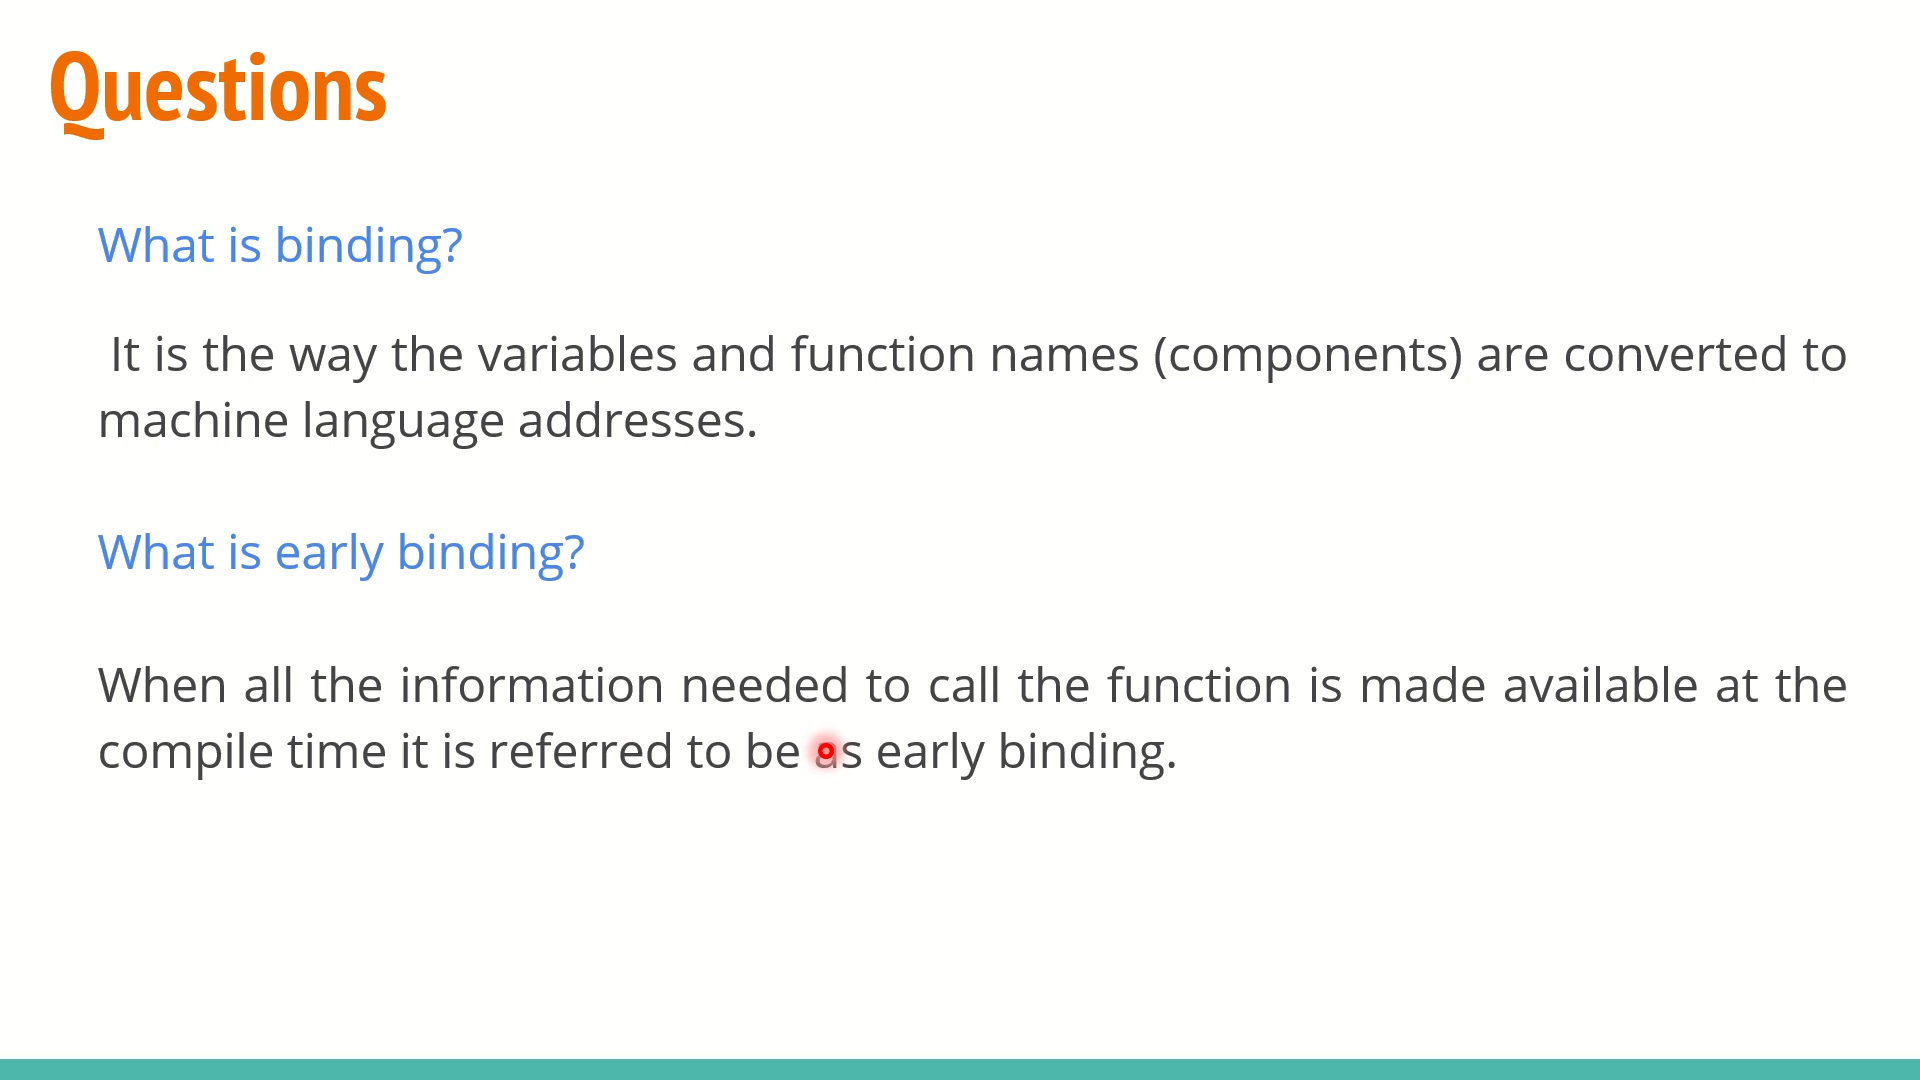 Questions
What is binding?
It is the way the variables and function names (components) are converted to
machine language addresses.
What is early binding?
When all the information needed to call the function is made available at the
compile time it is referred to be as early binding.